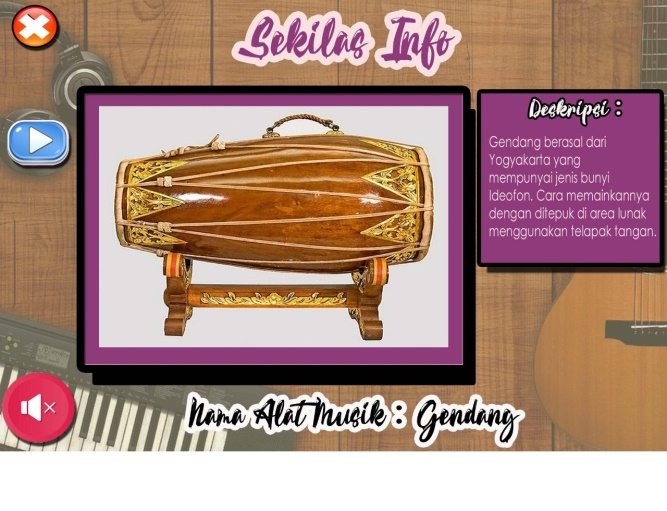 Sekilas Info
Deskripsi :
Gendang berasal dari
Yogyakarta yang
mempunyai jenis bunyi
Ideofon. Cara memainkannya
dengan ditepuk di area lunak
menggunakan telapak tangan.
Nama Alat Musik : Gendang